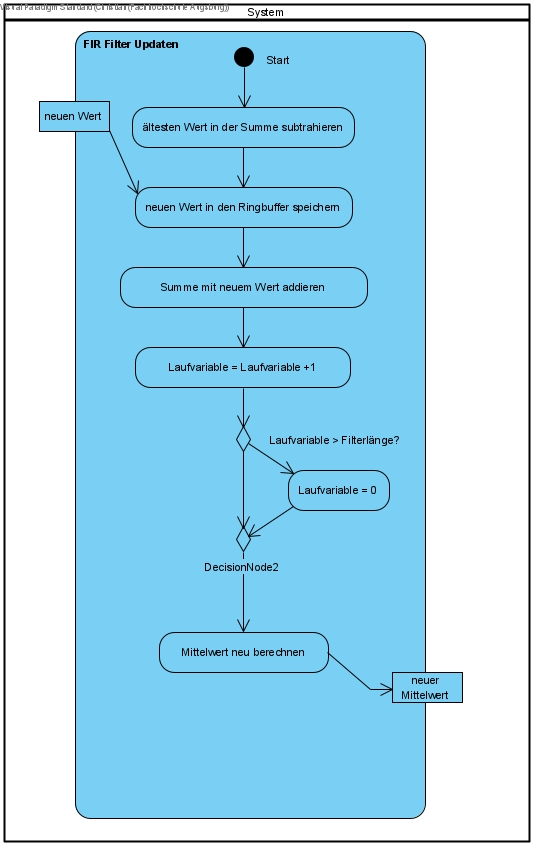 System
FIR Filter Updaten
Start
neuen Wert
ältesten Wert in der Summe subtrahieren
neuen Wert in den Ringbuffer speichern
Summe mit neuem Wert addieren
Laufvariable = Laufvariable +1
Laufvariable > Filterlänge?
Laufvariable = 0
DecisionNode2
Mittelwert neu berechnen
neuer
Mittelwert